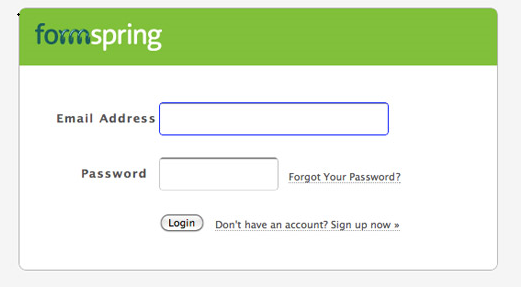 formspring
Email Address
Password
Forgot Your Password?
Login
Don't have an account? Sign up now »